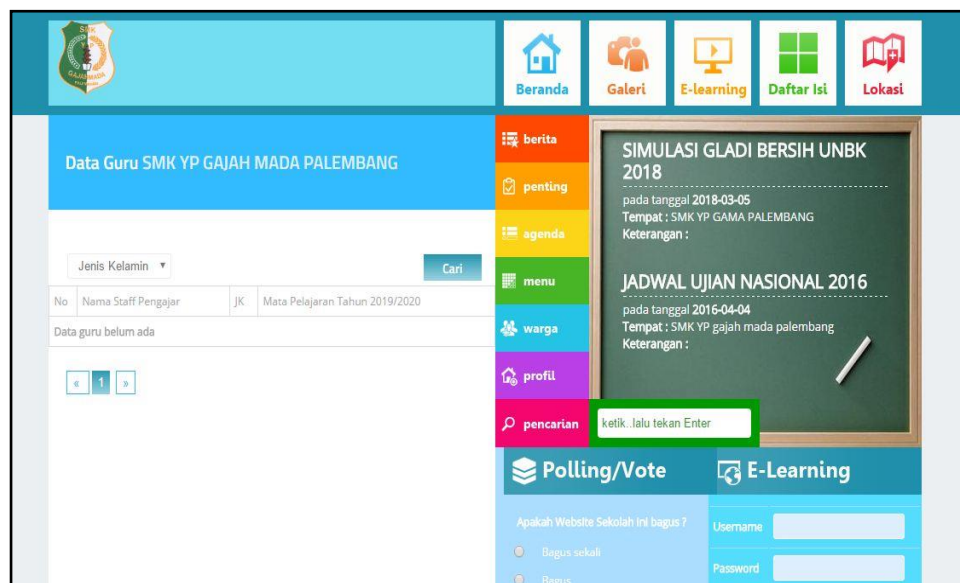 SMK
GAJAHMADA
Beranda
Galeri
E-learning
Daftar Isi
Lokasi
Data Guru SMK YP GAJAH MADA PALEMBANG
Jenis Kelamin
Cari
No Nama Staff Pengajar JK Mata Pelajaran Tahun 2019/2020
Data guru belum ada
« 1 »
berita
penting
agenda
menu
warga
profil
pencarian
ketik..lalu tekan Enter
SIMULASI GLADI BERSIH UNBK
2018
pada tanggal 2018-03-05
Tempat : SMK YP GAMA PALEMBANG
Keterangan :
JADWAL UJIAN NASIONAL 2016
pada tanggal 2016-04-04
Tempat : SMK YP gajah mada palembang
Keterangan :
Polling/Vote
Apakah Website Sekolah Ini bagus ?
Bagus sekali
Bagus
E-Learning
Username
Password